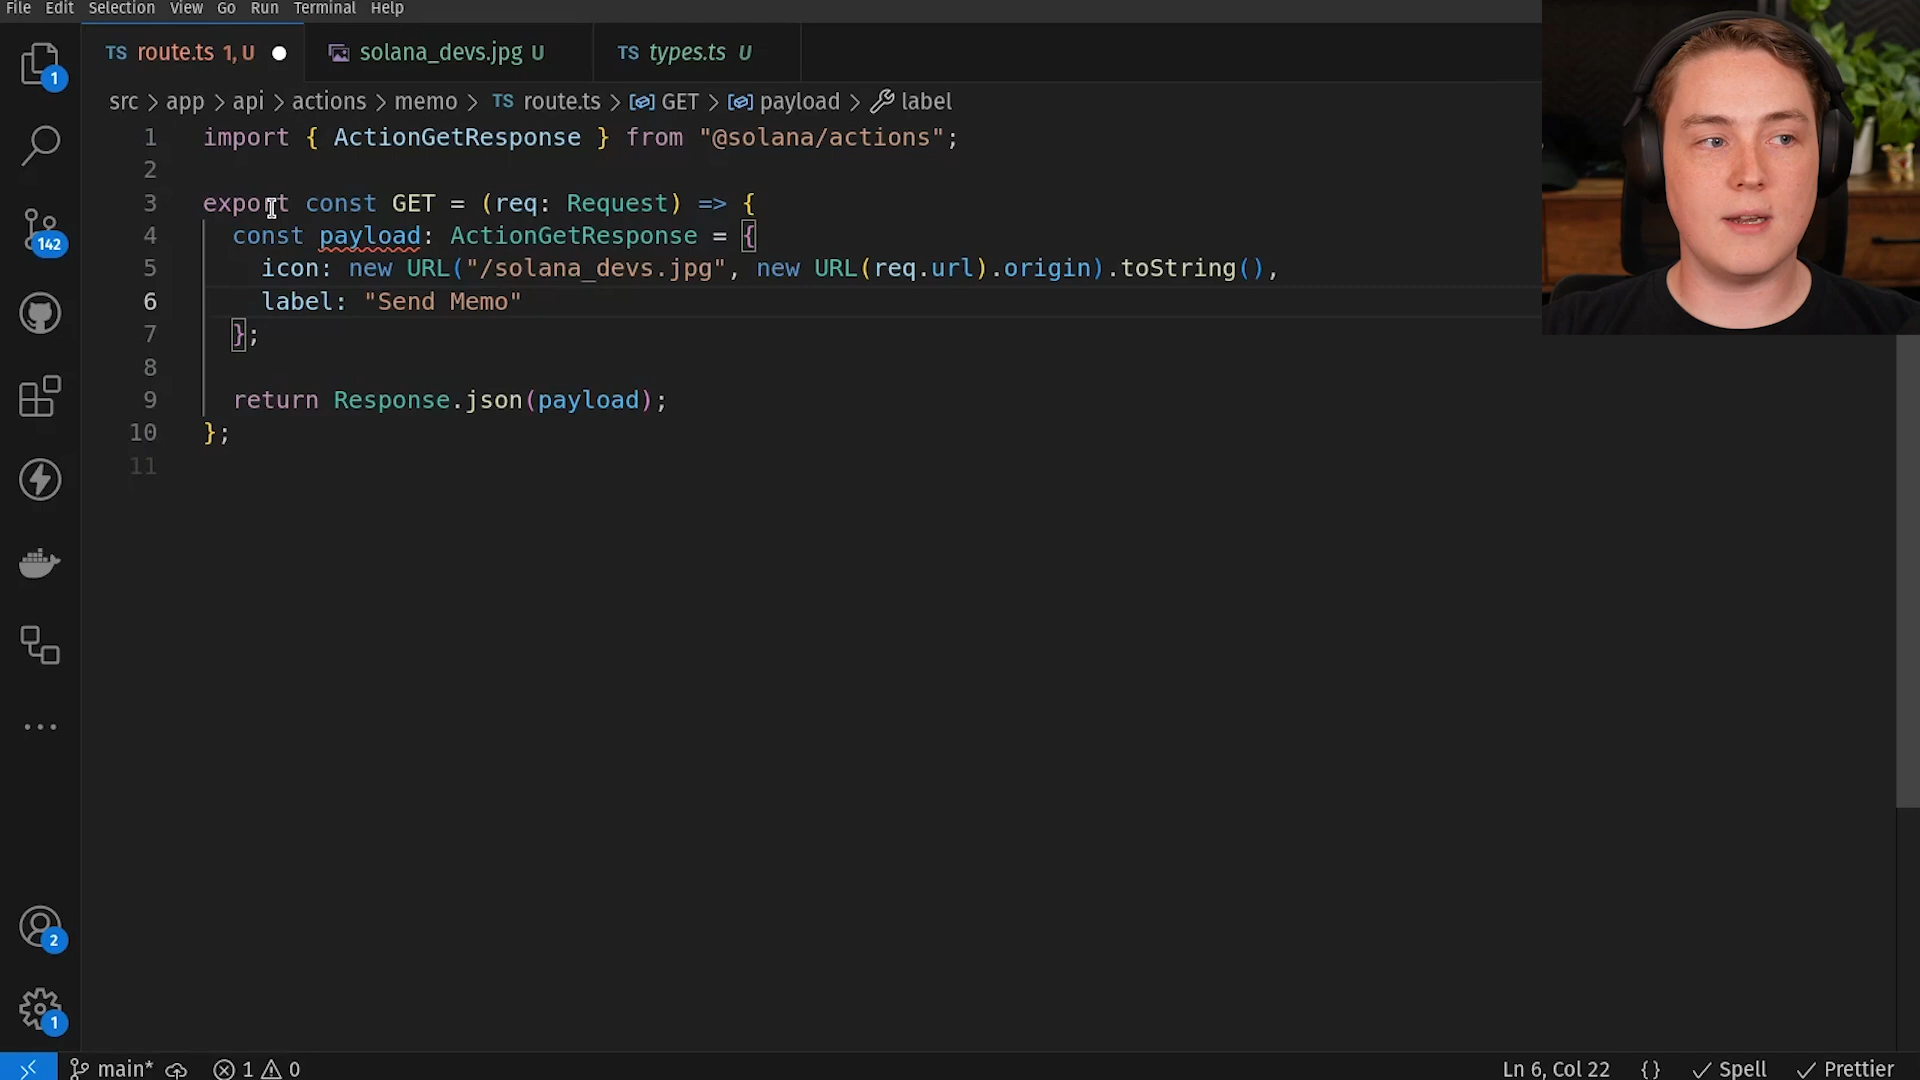 File Edit Selection View Go Run Terminal Help
TS route.ts 1, U solana_devs.jpg U TS types.ts U
src > app > api > actions > memo > TS route.ts > GET > payload > label
1 import { ActionGetResponse } from "@solana/actions";
2
3 export const GET = (req: Request) => {
4 const payload: ActionGetResponse = {
5 icon: new URL("/solana_devs.jpg", new URL(req.url).origin).toString(),
6 label: "Send Memo"
7 };
8
9 return Response.json(payload);
10 };
11
1
142
2
1
main* 1 0 Ln 6, Col 22 {} Spell Prettier